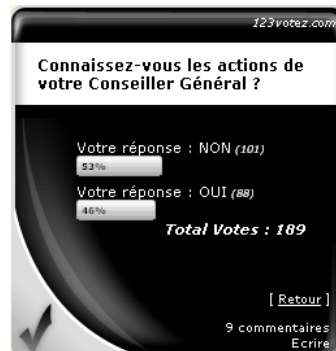 123votez.com
Connaissez-vous les actions de
votre Conseiller Général ?
Votre réponse : NON (101)
53%
Votre réponse : OUI (88)
46%
Total Votes : 189
[ Retour ]
9 commentaires
Ecrire